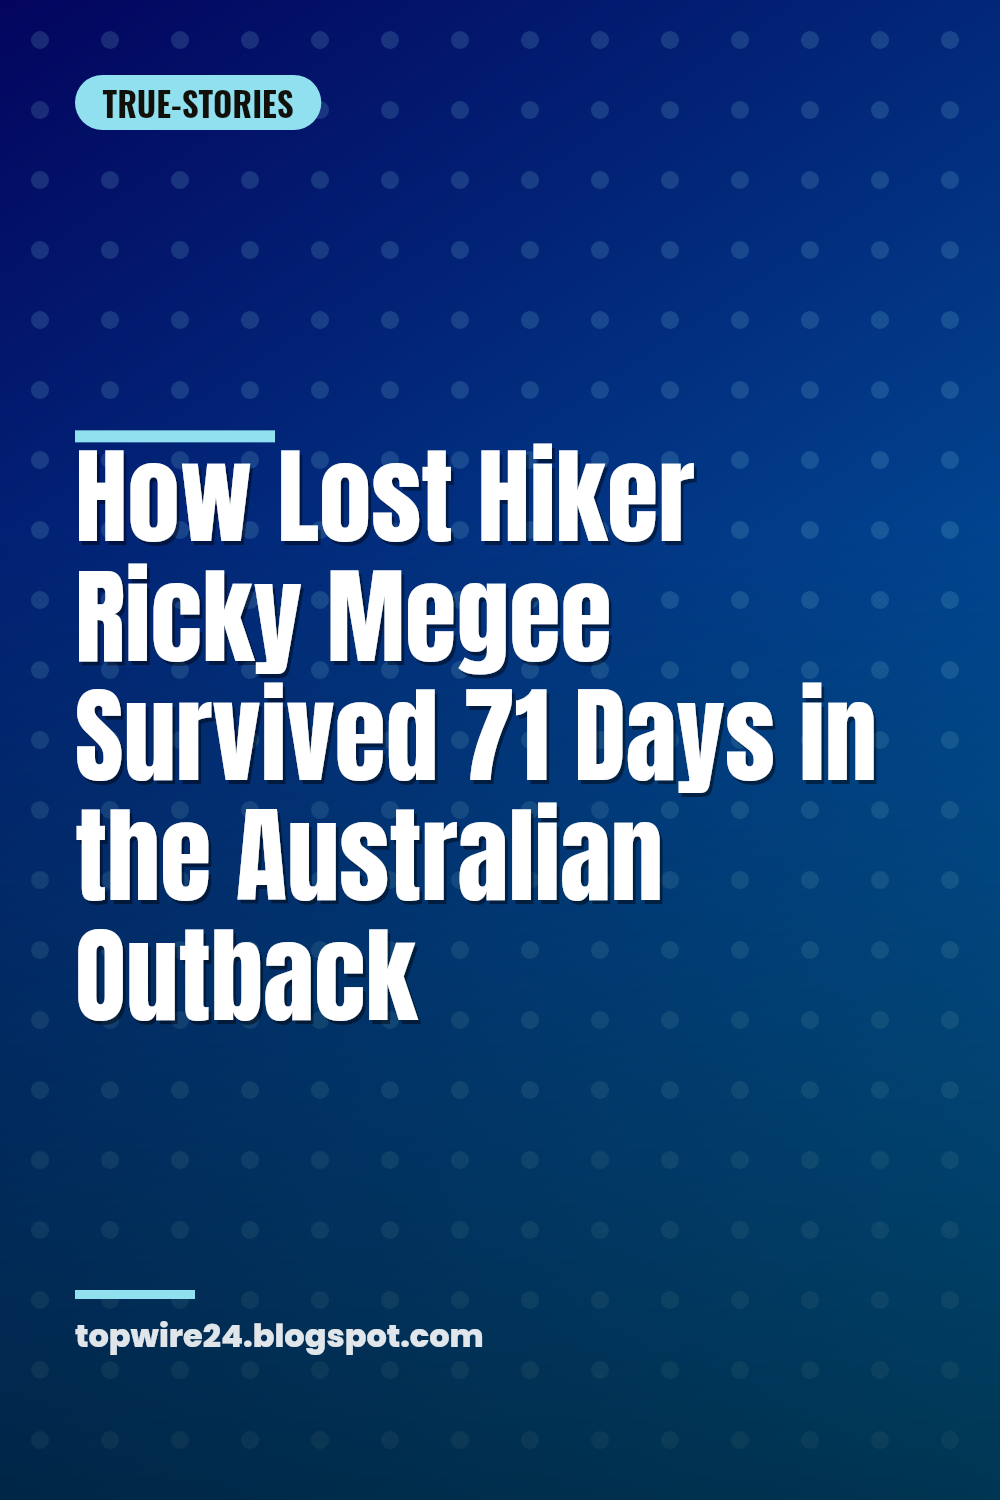 TRUE-STORIES
How Lost Hiker
Ricky Megee
Survived 71 Days in
the Australian
Outback
topwire24.blogspot.com